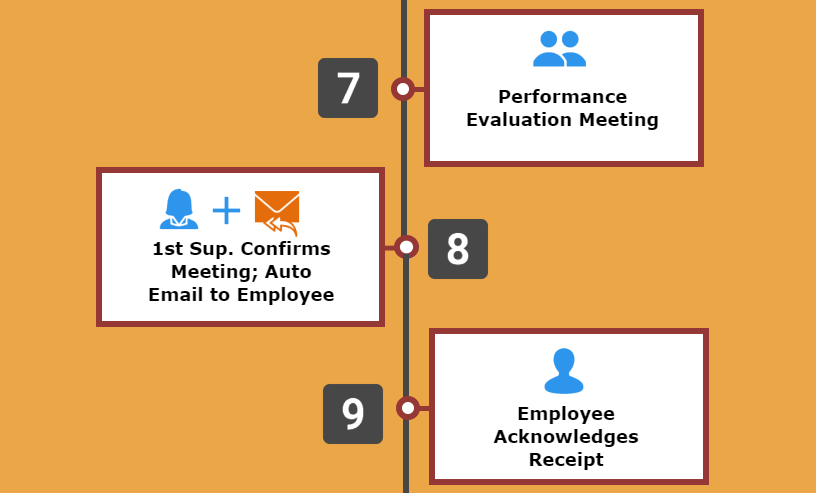 7
Performance
Evaluation Meeting
1st Sup. Confirms
Meeting; Auto
Email to Employee
8
9
Employee
Acknowledges
Receipt